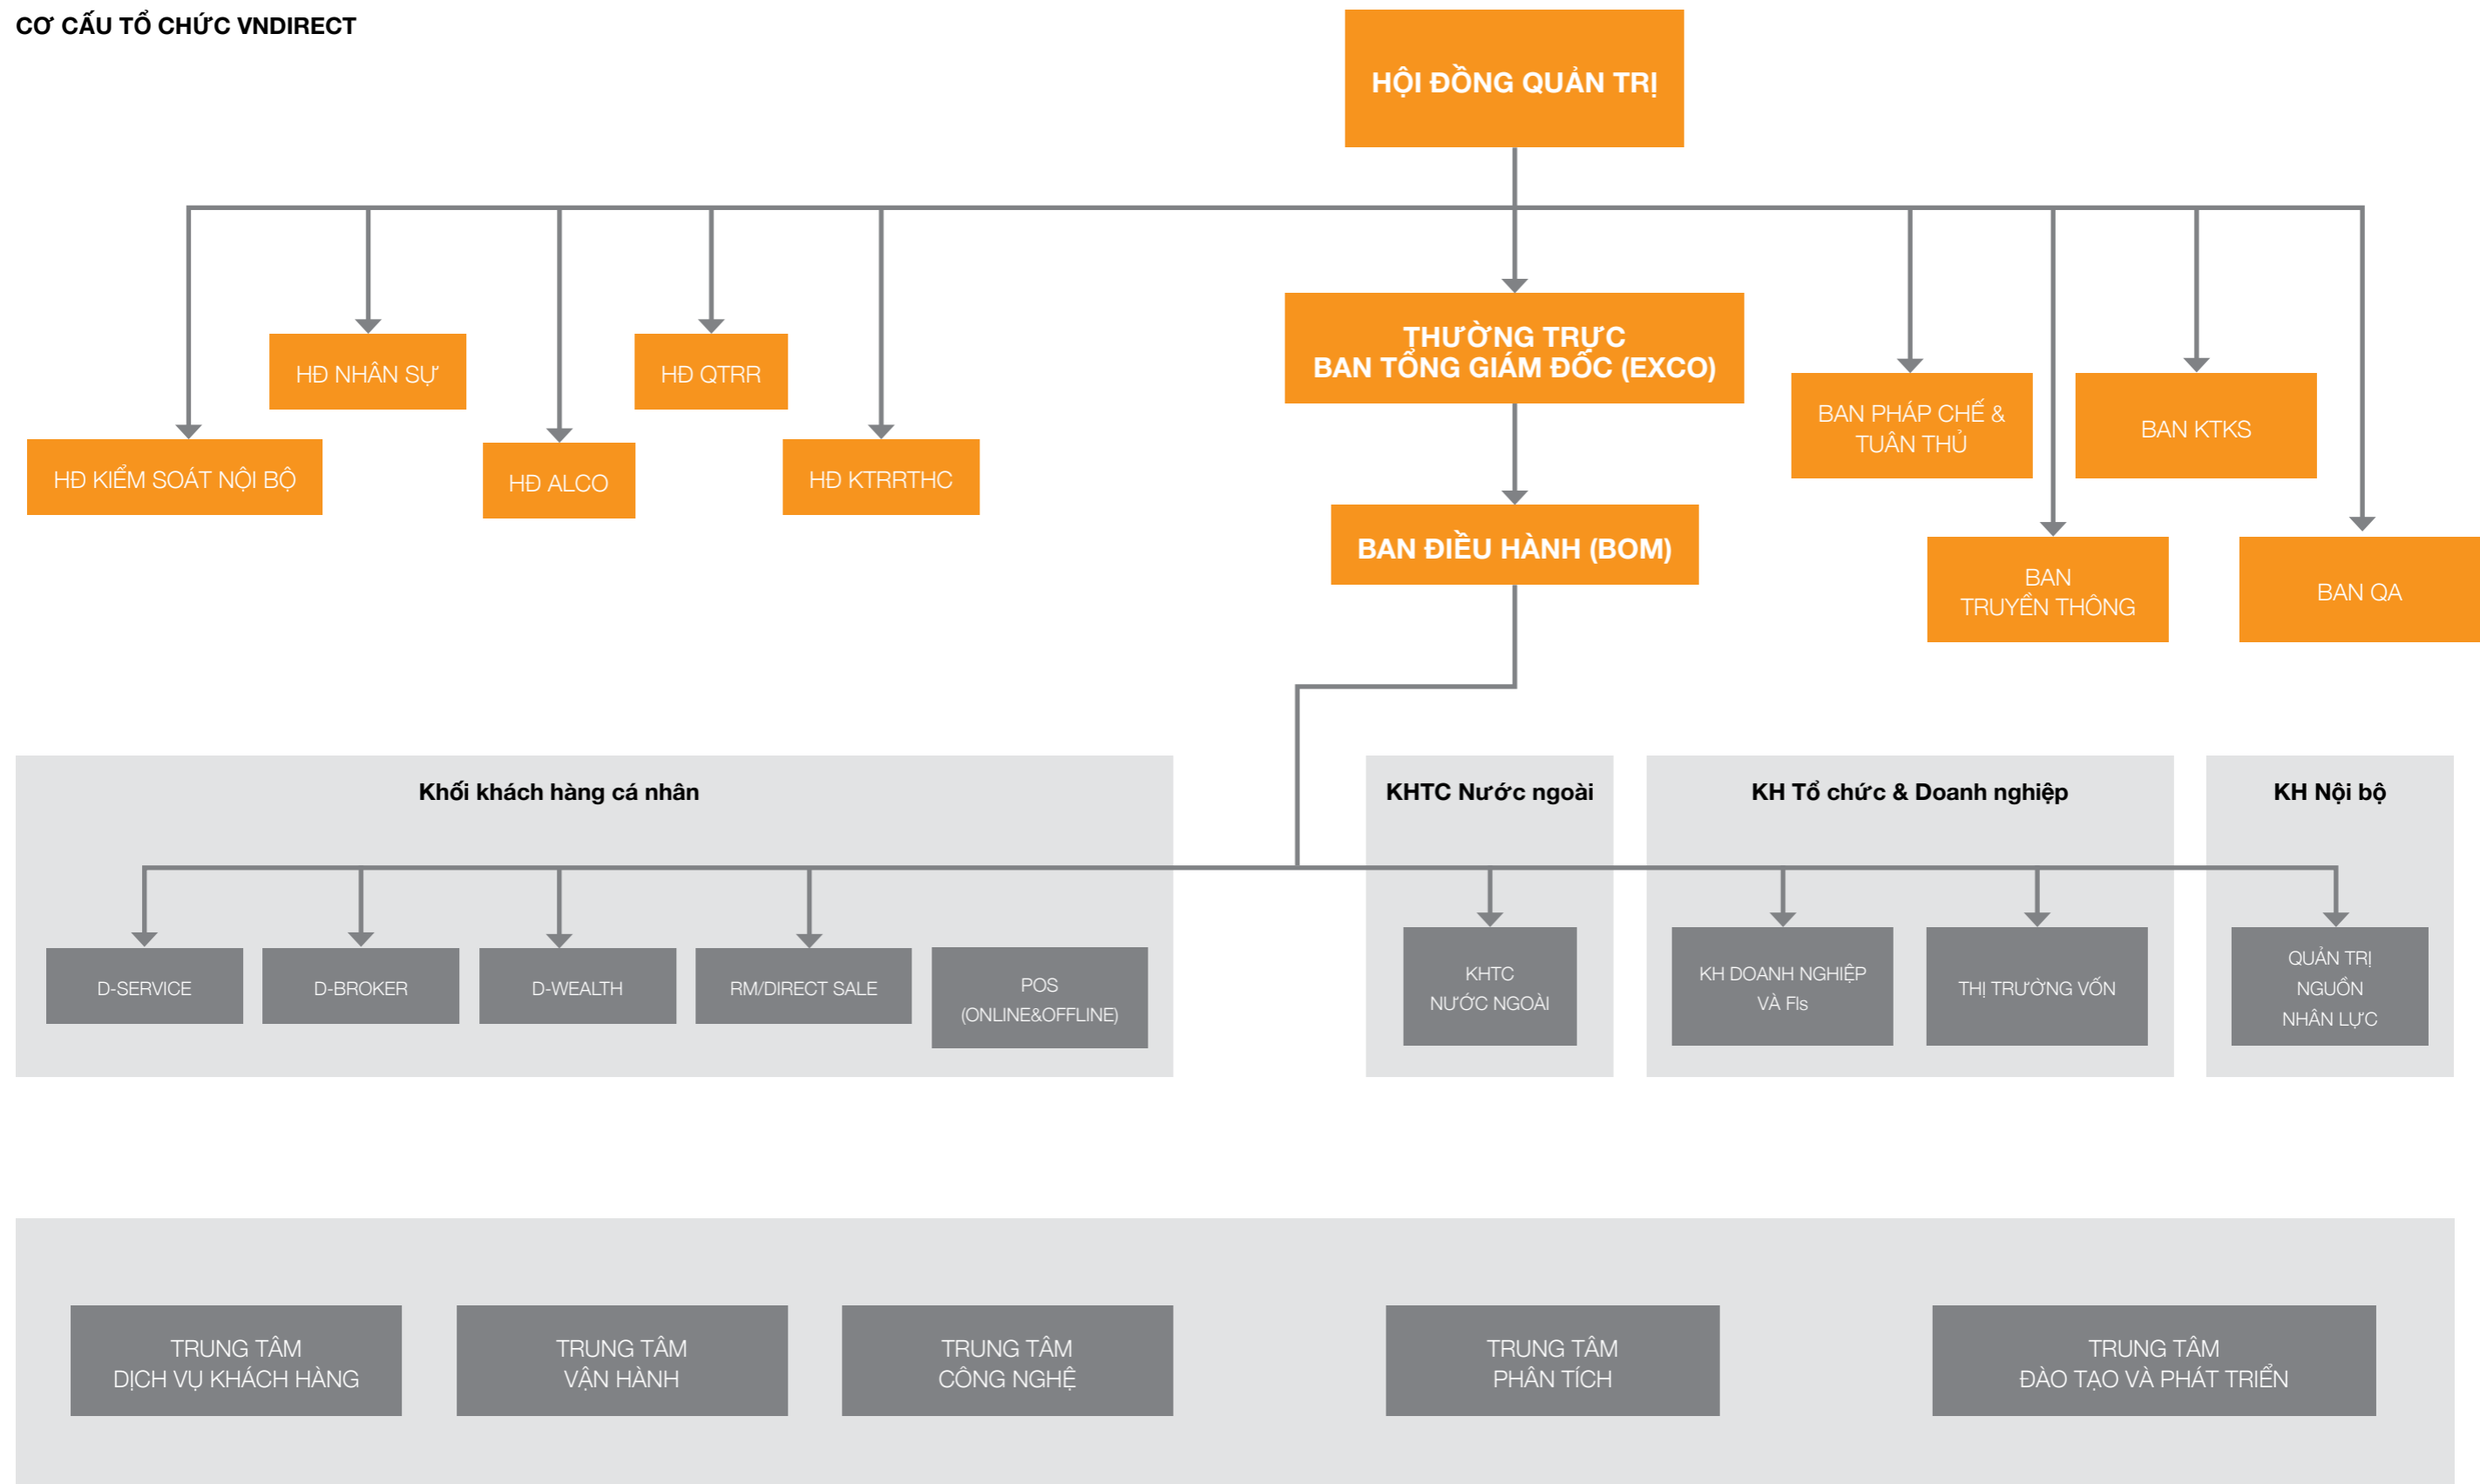 CƠ CẤU TỔ CHỨC VNDIRECT
HỘI ĐỒNG QUẢN TRỊ
THƯỜNG TRỰC
BAN TỔNG GIÁM ĐỐC (EXCO)
HĐ NHÂN SỰ
HĐ QTRR
HĐ KIỂM SOÁT NỘI BỘ
HĐ ALCO
HĐ KTRRTHC
BAN PHÁP CHẾ &
TUÂN THỦ
BAN KTKS
BAN ĐIỀU HÀNH (BOM)
BAN
TRUYỀN THÔNG
BAN QA
Khối khách hàng cá nhân
KHTC Nước ngoài
KH Tổ chức & Doanh nghiệp
KH Nội bộ
D-SERVICE
D-BROKER
D-WEALTH
RM/DIRECT SALE
POS
(ONLINE&OFFLINE)
KHTC
NƯỚC NGOÀI
KH DOANH NGHIỆP
VÀ FIs
THỊ TRƯỜNG VỐN
QUẢN TRỊ
NGUỒN
NHÂN LỰC
TRUNG TÂM
DỊCH VỤ KHÁCH HÀNG
TRUNG TÂM
VẬN HÀNH
TRUNG TÂM
CÔNG NGHỆ
TRUNG TÂM
PHÂN TÍCH
TRUNG TÂM
ĐÀO TẠO VÀ PHÁT TRIỂN